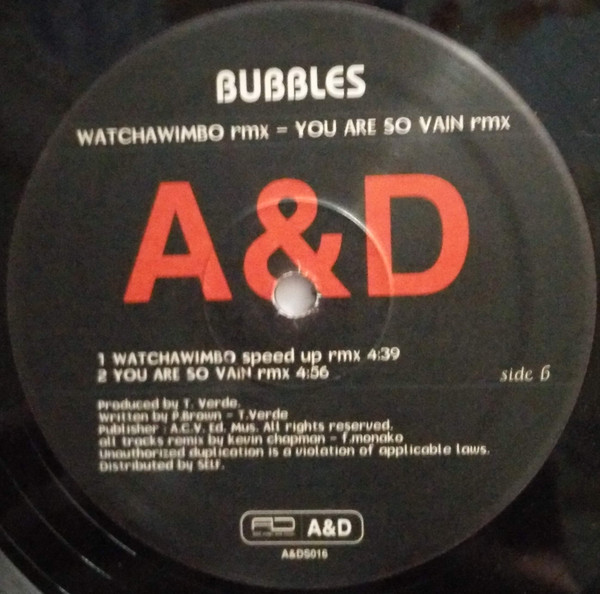 BUBBLES
WATCHAWIMBO rmx = YOU ARE SO VAIN rmx
A&D
1 WATCHAWIMBO speed up rmx 4:39
2 YOU ARE SO VAIN rmx 4:56
side b
Produced by T. Verde.
Written by P.Brown = T.Verde
Publisher : A.C.V. Ed. Mus. All rights reserved.
all tracks remix by kevin chapman = f.monako
unauthorized duplication is a violation of applicable laws.
Distributed by SELF.
AD A&D
A&DS016